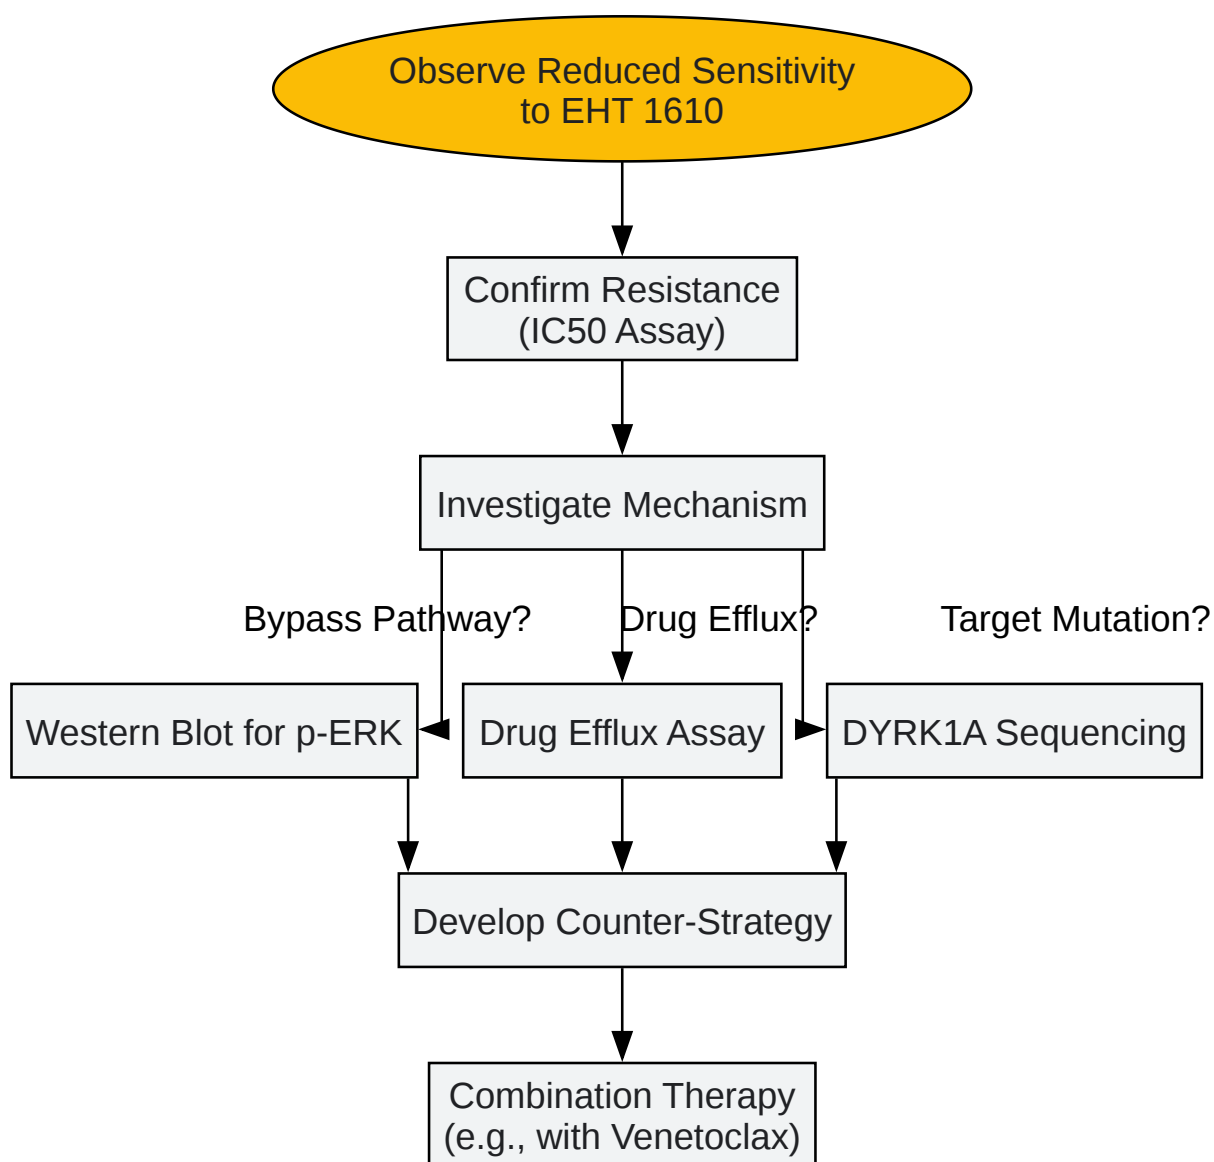 Observe Reduced Sensitivity
to EHT 1610
Confirm Resistance
(IC50 Assay)
Investigate Mechanism
Bypass Pathway?
Drug Efflux?
Target Mutation?
Western Blot for p-ERK
Drug Efflux Assay
DYRK1A Sequencing
Develop Counter-Strategy
Combination Therapy
(e.g., with Venetoclax)